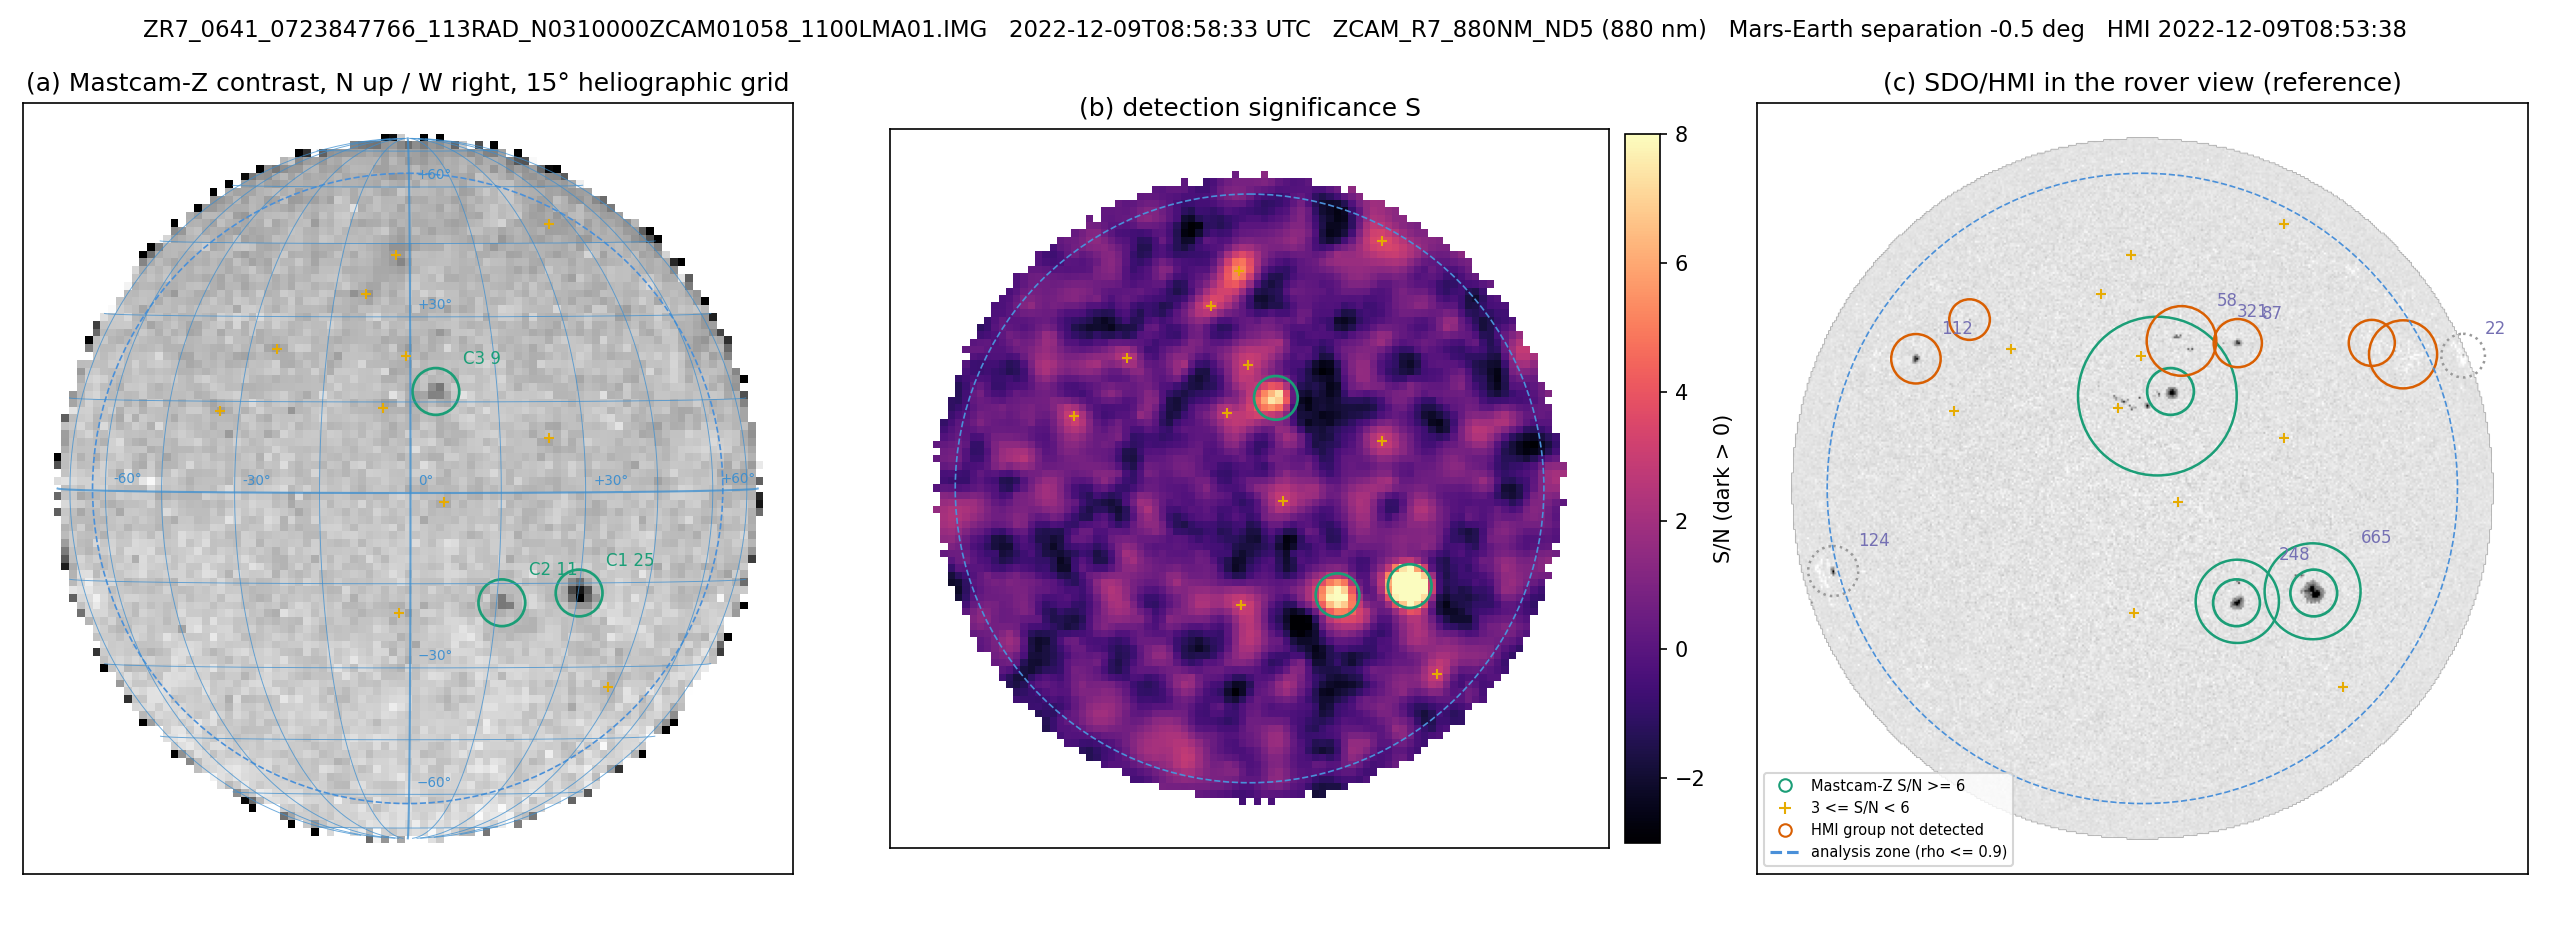 ZR7_0641_0723847766_113RAD_N0310000ZCAM01058_1100LMA01.IMG 2022-12-09T08:58:33 UTC ZCAM_R7_880NM_ND5 (880 nm) Mars-Earth separation -0.5 deg HMI 2022-12-09T08:53:38
(a) Mastcam-Z contrast, N up / W right, 15° heliographic grid
+60°
+30°
C3 9
-60°
-30°
0°
+30°
+60°
C2 11
C1 25
−30°
−60°
(b) detection significance S
8
6
4
2
0
−2
S/N (dark > 0)
(c) SDO/HMI in the rover view (reference)
58
321
87
112
22
124
248
665
Mastcam-Z S/N >= 6
3 <= S/N < 6
HMI group not detected
analysis zone (rho <= 0.9)